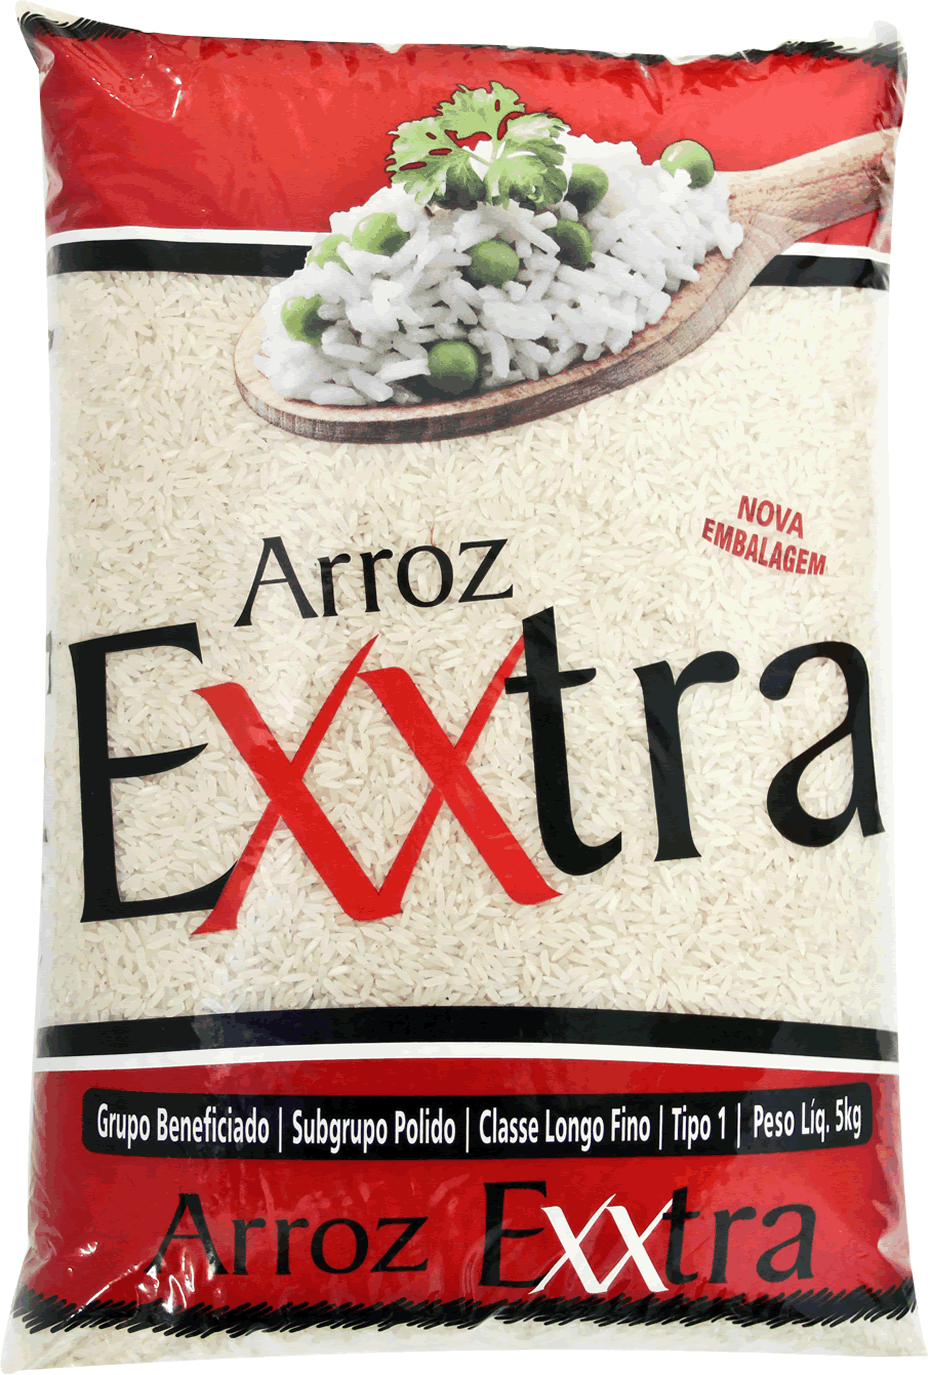 NOVA
EMBALAGEM
Arroz
Exxtra
Grupo Beneficiado | Subgrupo Polido | Classe Longo Fino | Tipo 1 | Peso Líq. 5kg
Arroz Exxtra